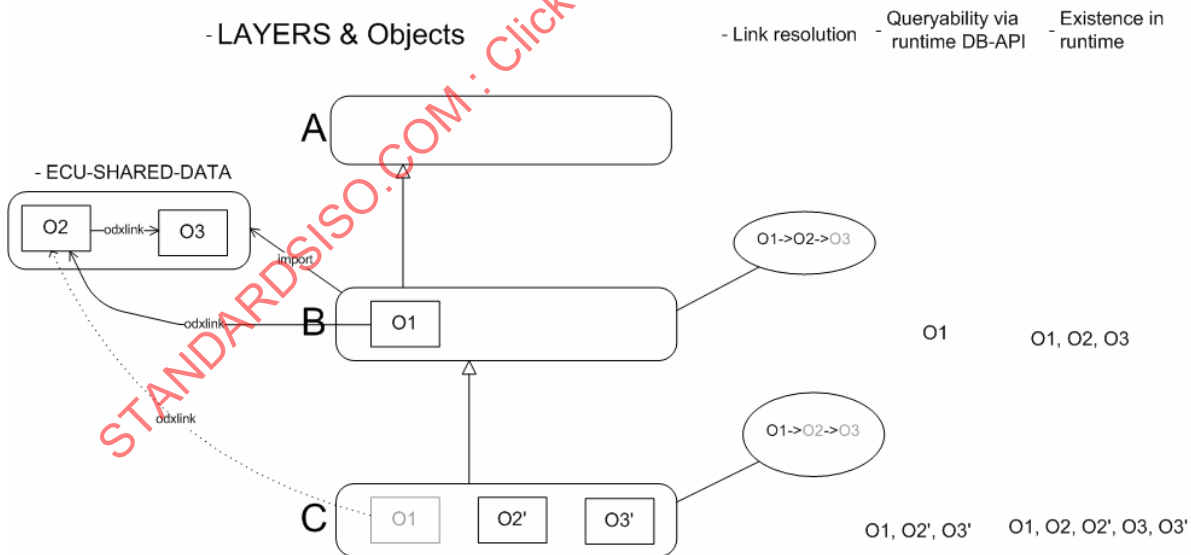 - LAYERS & Objects
- Link resolution
- Queryability via
runtime DB-API
- Existence in
runtime
A
- ECU-SHARED-DATA
O2
odxlink
O3
import
O1->O2->O3
B
O1
odxlink
O1
O1, O2, O3
odxlink
O1->O2->O3
C
O1
O2'
O3'
O1, O2', O3'
O1, O2, O2', O3, O3'
STANDARDSISO.COM : Click